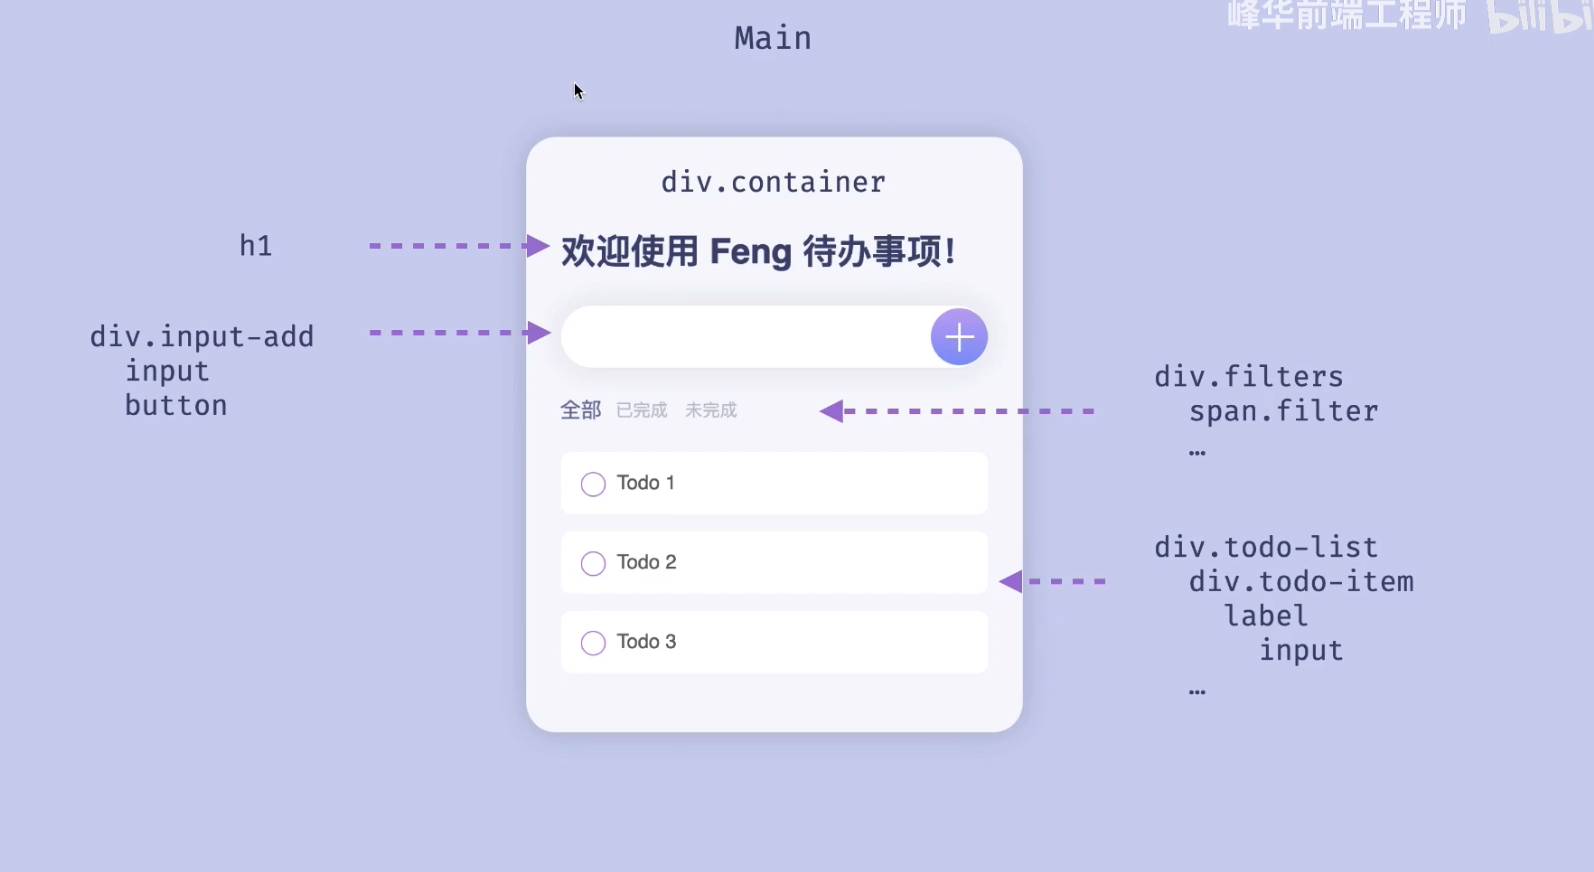 峰华前端工程师 bilibi
Main
div.container
h1
欢迎使用 Feng 待办事项!
div.input-add
input
button
全部 已完成 未完成
div.filters
span.filter
…
Todo 1
Todo 2
Todo 3
div.todo-list
div.todo-item
label
input
…